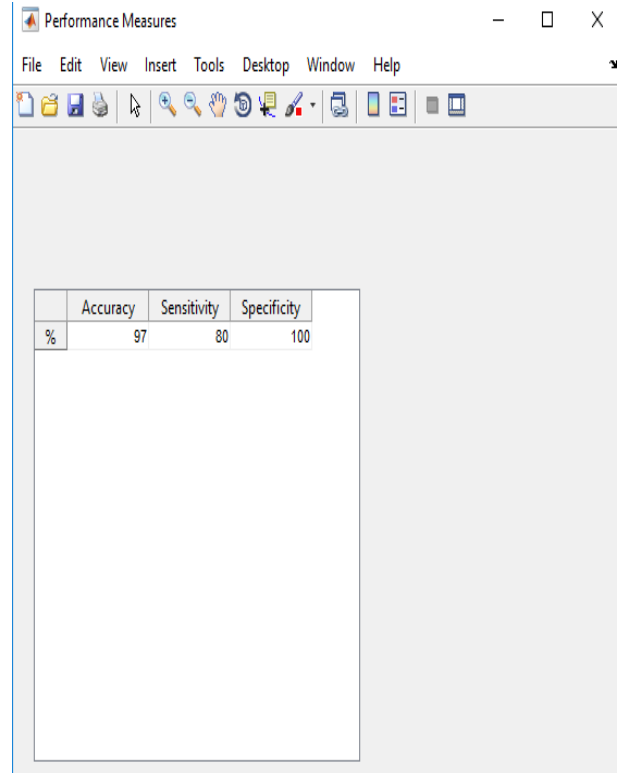 Performance Measures
File Edit View Insert Tools Desktop Window Help
Accuracy Sensitivity Specificity
% 97 80 100